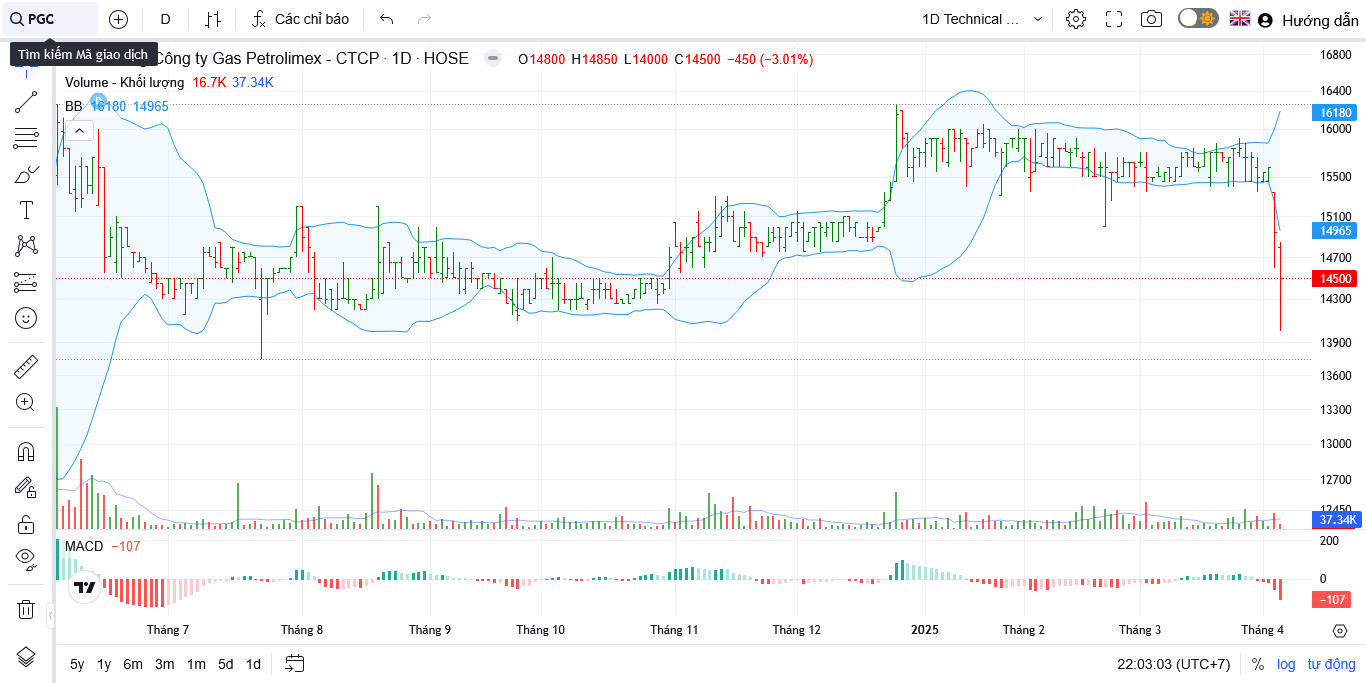 PGC D Các chỉ báo 1D Technical ... Hướng dẫn
Tìm kiếm Mã giao dịch
Công ty Gas Petrolimex - CTCP · 1D · HOSE O14800 H14850 L14000 C14500 −450 (−3.01%)
Volume - Khối lượng 16.7K 37.34K
BB 16180 14965
16800
16400
16180
16000
15500
15100
14965
14700
14500
14300
13900
13600
13300
13000
12700
12450
37.34K
MACD −107
200
0
−107
Tháng 7 Tháng 8 Tháng 9 Tháng 10 Tháng 11 Tháng 12 2025 Tháng 2 Tháng 3 Tháng 4
5y 1y 6m 3m 1m 5d 1d 22:03:03 (UTC+7) % log tự động